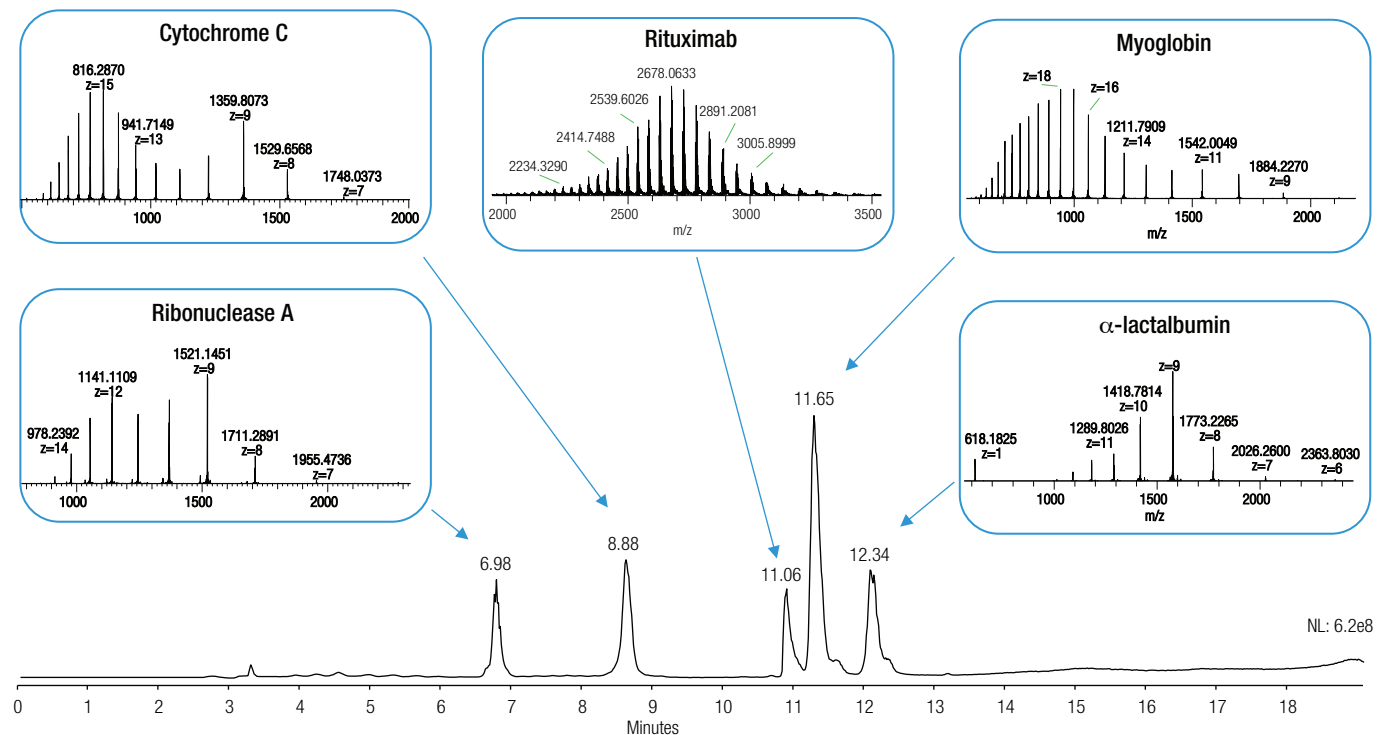 Cytochrome C
816.2870
z=15
941.7149
z=13
1359.8073
z=9
1529.6568
z=8
1748.0373
z=7
1000
1500
2000
Rituximab
2678.0633
2539.6026
2414.7488
2234.3290
2891.2081
3005.8999
2000
2500
3000
3500
m/z
Myoglobin
z=18
z=16
1211.7909
z=14
1542.0049
z=11
1884.2270
z=9
1000
1500
2000
m/z
Ribonuclease A
978.2392
z=14
1141.1109
z=12
1521.1451
z=9
1711.2891
z=8
1955.4736
z=7
1000
1500
2000
α-lactalbumin
618.1825
z=1
1289.8026
z=11
1418.7814
z=10
z=9
1773.2265
z=8
2026.2600
z=7
2363.8030
z=6
1000
1500
2000
m/z
6.98
8.88
11.06
11.65
12.34
NL: 6.2e8
0 1 2 3 4 5 6 7 8 9 10 11 12 13 14 15 16 17 18
Minutes